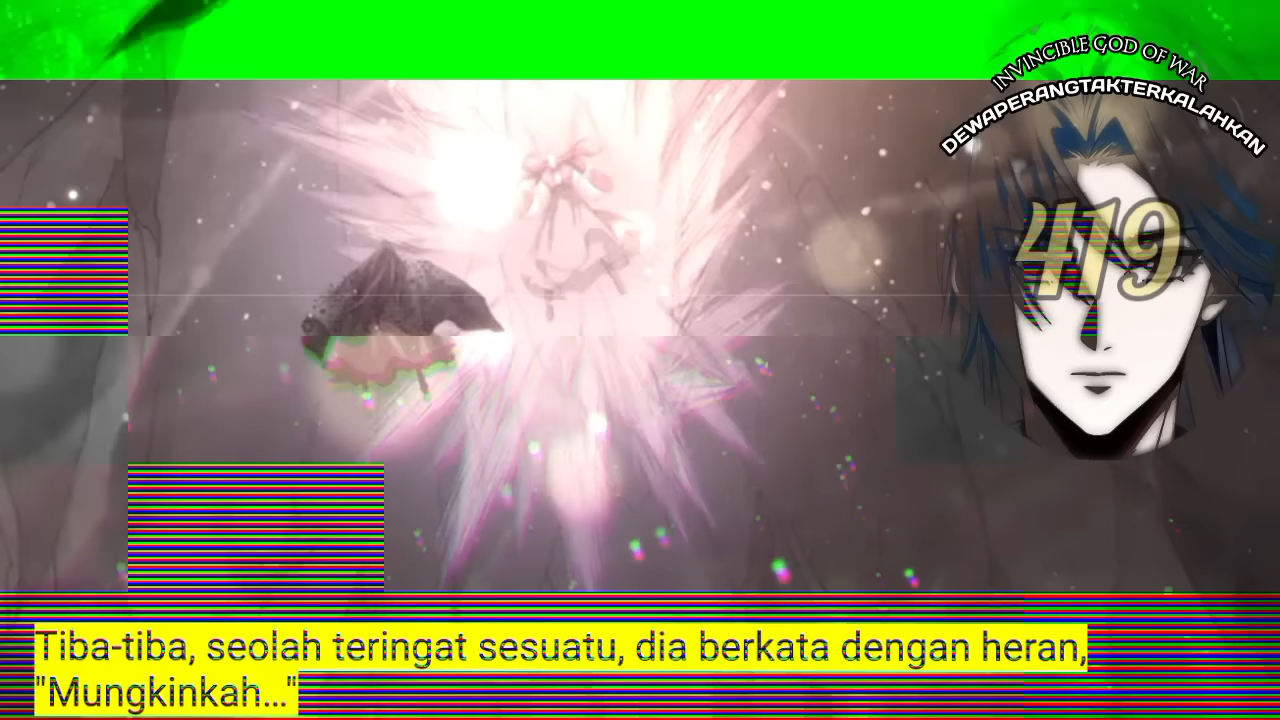 INVINCIBLE GOD OF WAR
DEWAPERANGTAKTERKALAHKAN
419
Tiba-tiba, seolah teringat sesuatu, dia berkata dengan heran,
"Mungkinkah..."